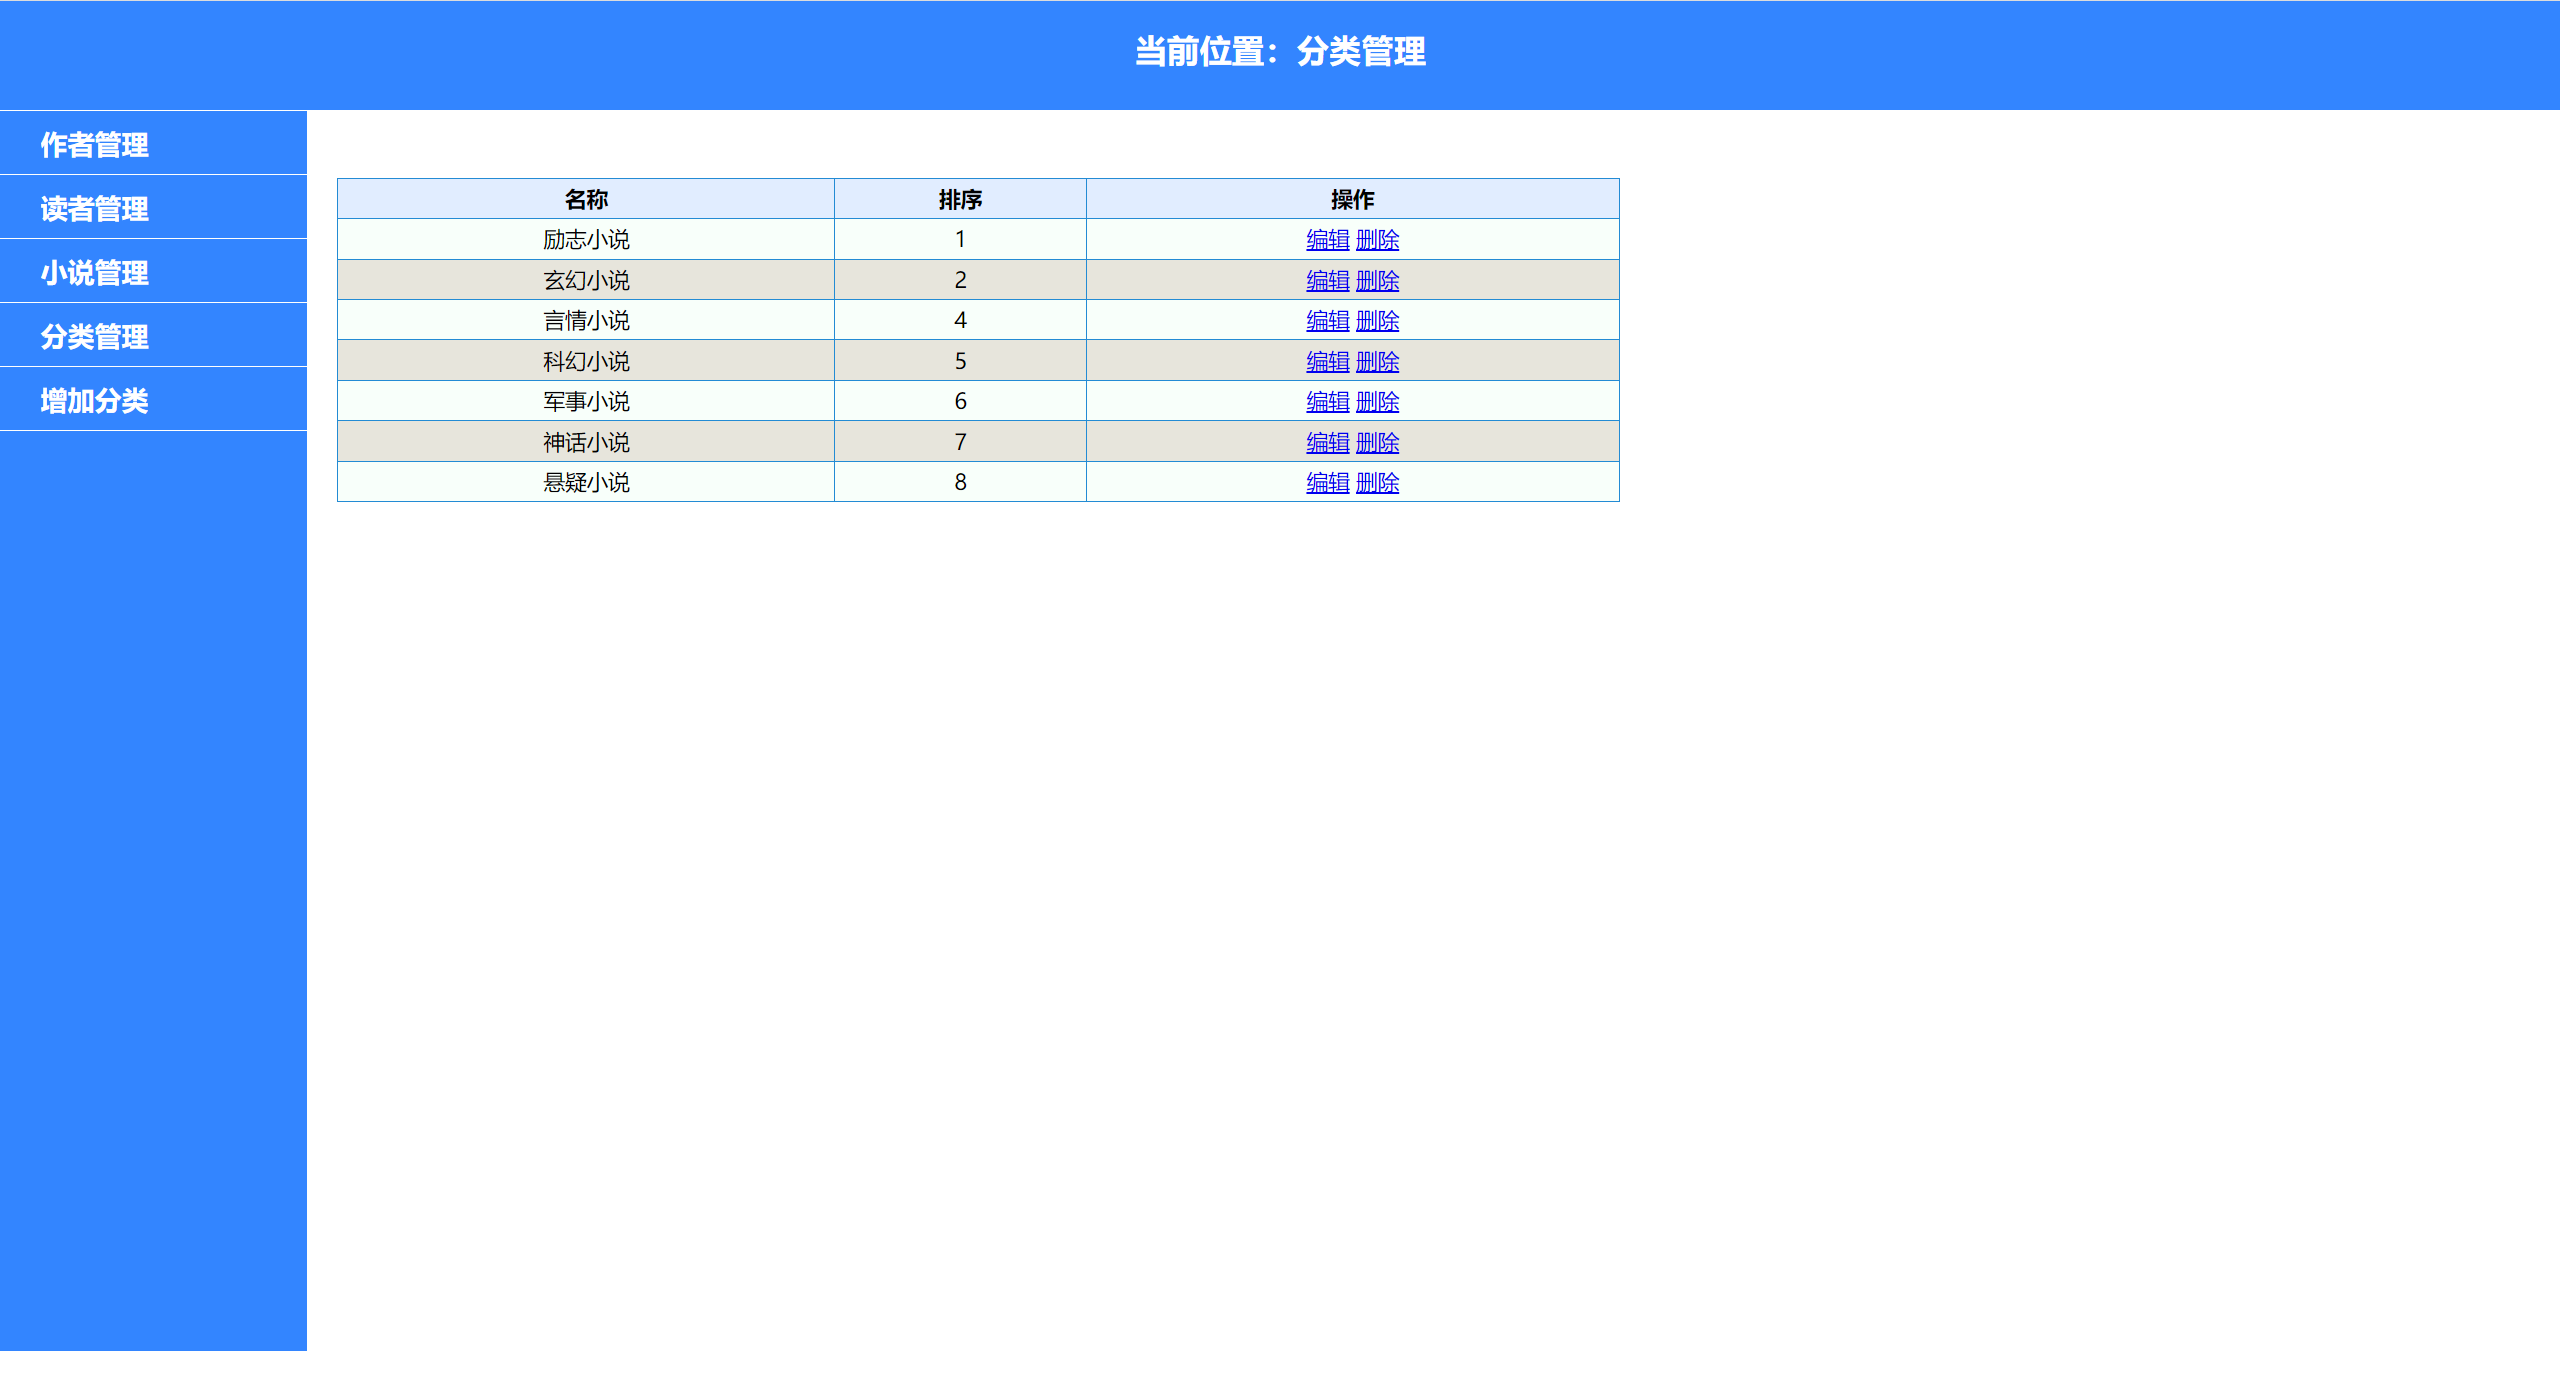 当前位置：分类管理
作者管理
读者管理
小说管理
分类管理
增加分类
名称 排序 操作
励志小说 1 编辑 删除
玄幻小说 2 编辑 删除
言情小说 4 编辑 删除
科幻小说 5 编辑 删除
军事小说 6 编辑 删除
神话小说 7 编辑 删除
悬疑小说 8 编辑 删除